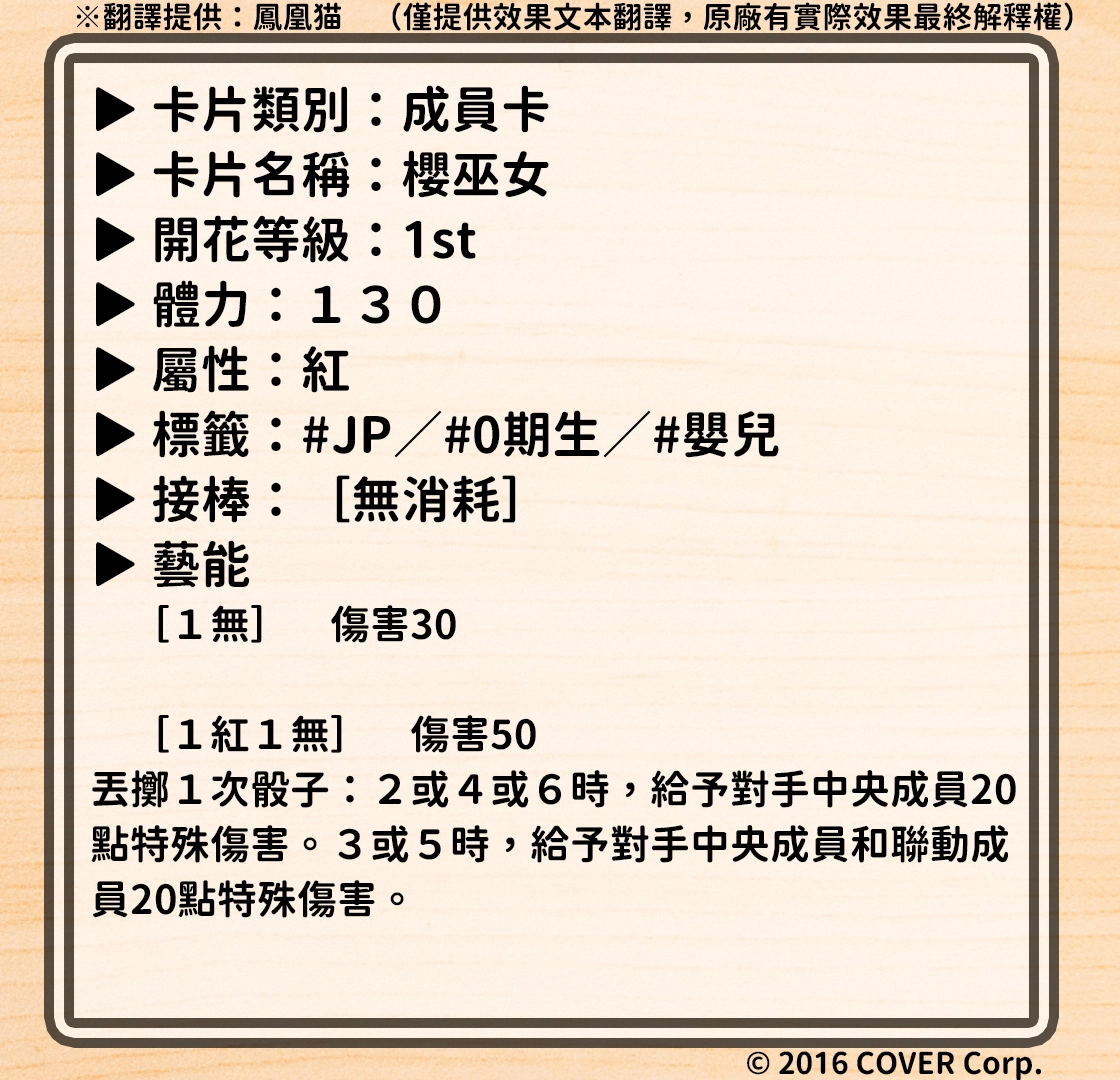 ※翻譯提供：鳳凰猫　（僅提供效果文本翻譯，原廠有實際效果最終解釋權）
▶ 卡片類別：成員卡
▶ 卡片名稱：櫻巫女
▶ 開花等級：1st
▶ 體力：１３０
▶ 屬性：紅
▶ 標籤：#JP／#0期生／#嬰兒
▶ 接棒：［無消耗］
▶ 藝能
［１無］　傷害30
［１紅１無］　傷害50
丟擲１次骰子：２或４或６時，給予對手中央成員20
點特殊傷害。３或５時，給予對手中央成員和聯動成
員20點特殊傷害。
© 2016 COVER Corp.